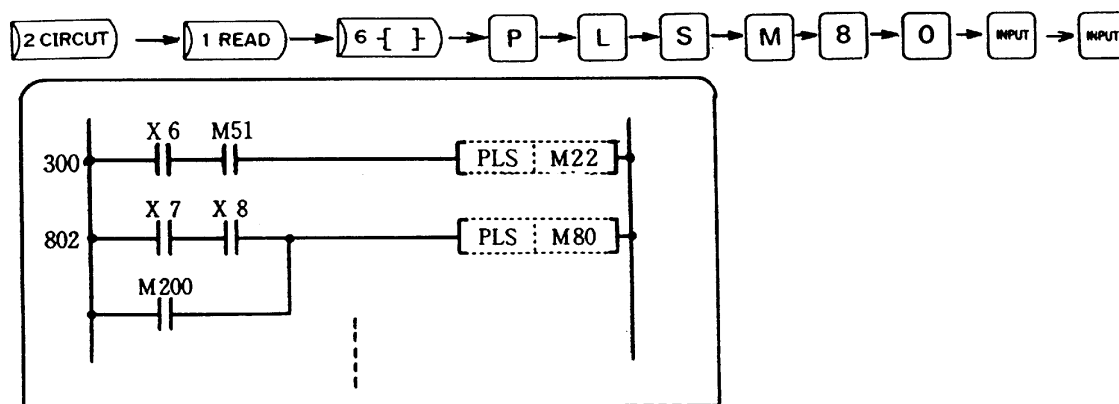 2 CIRCUT 1 READ 6 -[ ]- P L S M 8 0 INPUT INPUT
X 6 M51
300 PLS M22
X 7 X 8
802 PLS M80
M200